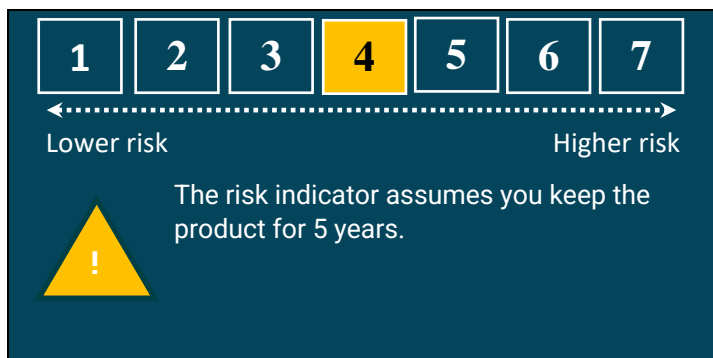 1 2 3 4 5 6 7
Lower risk Higher risk
The risk indicator assumes you keep the
product for 5 years.
!